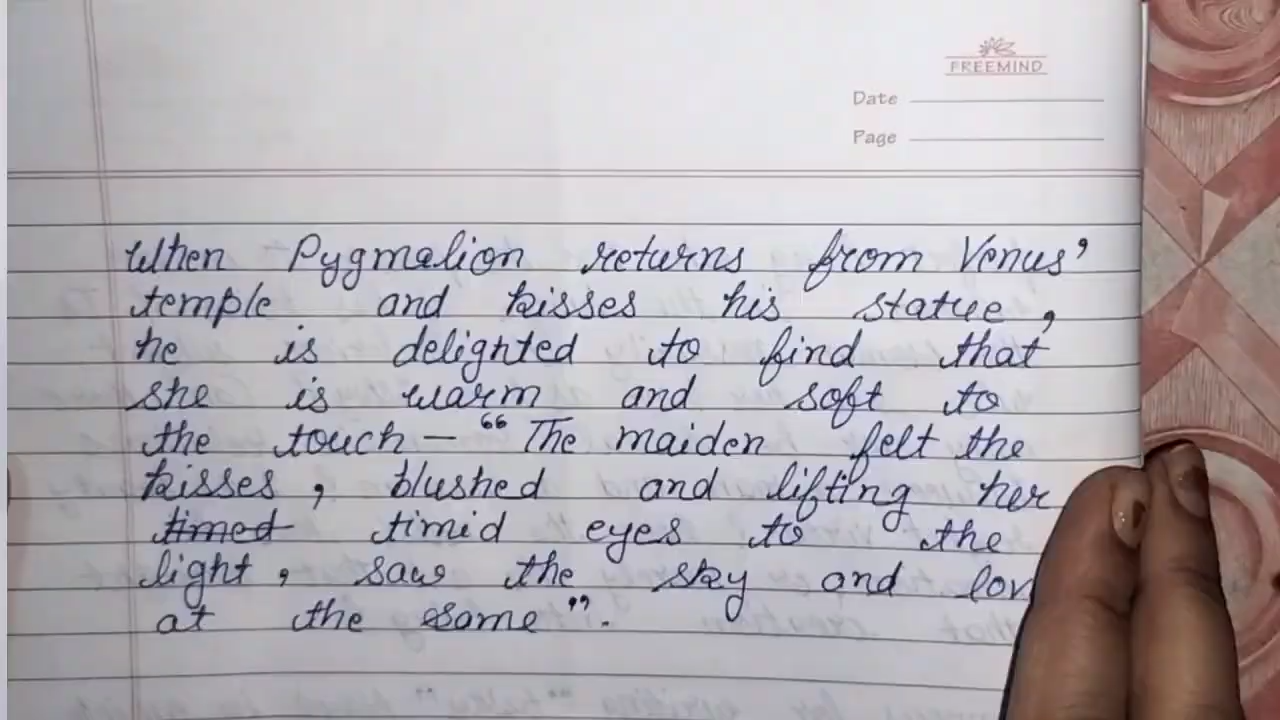 FREEMIND
Date
Page
When Pygmalion returns from Venus'
temple and kisses his statue,
he is delighted to find that
she is warm and soft to
the touch — "The maiden felt the
kisses, blushed and lifting her
timed timid eyes to the
light, saw the sky and
at the same".